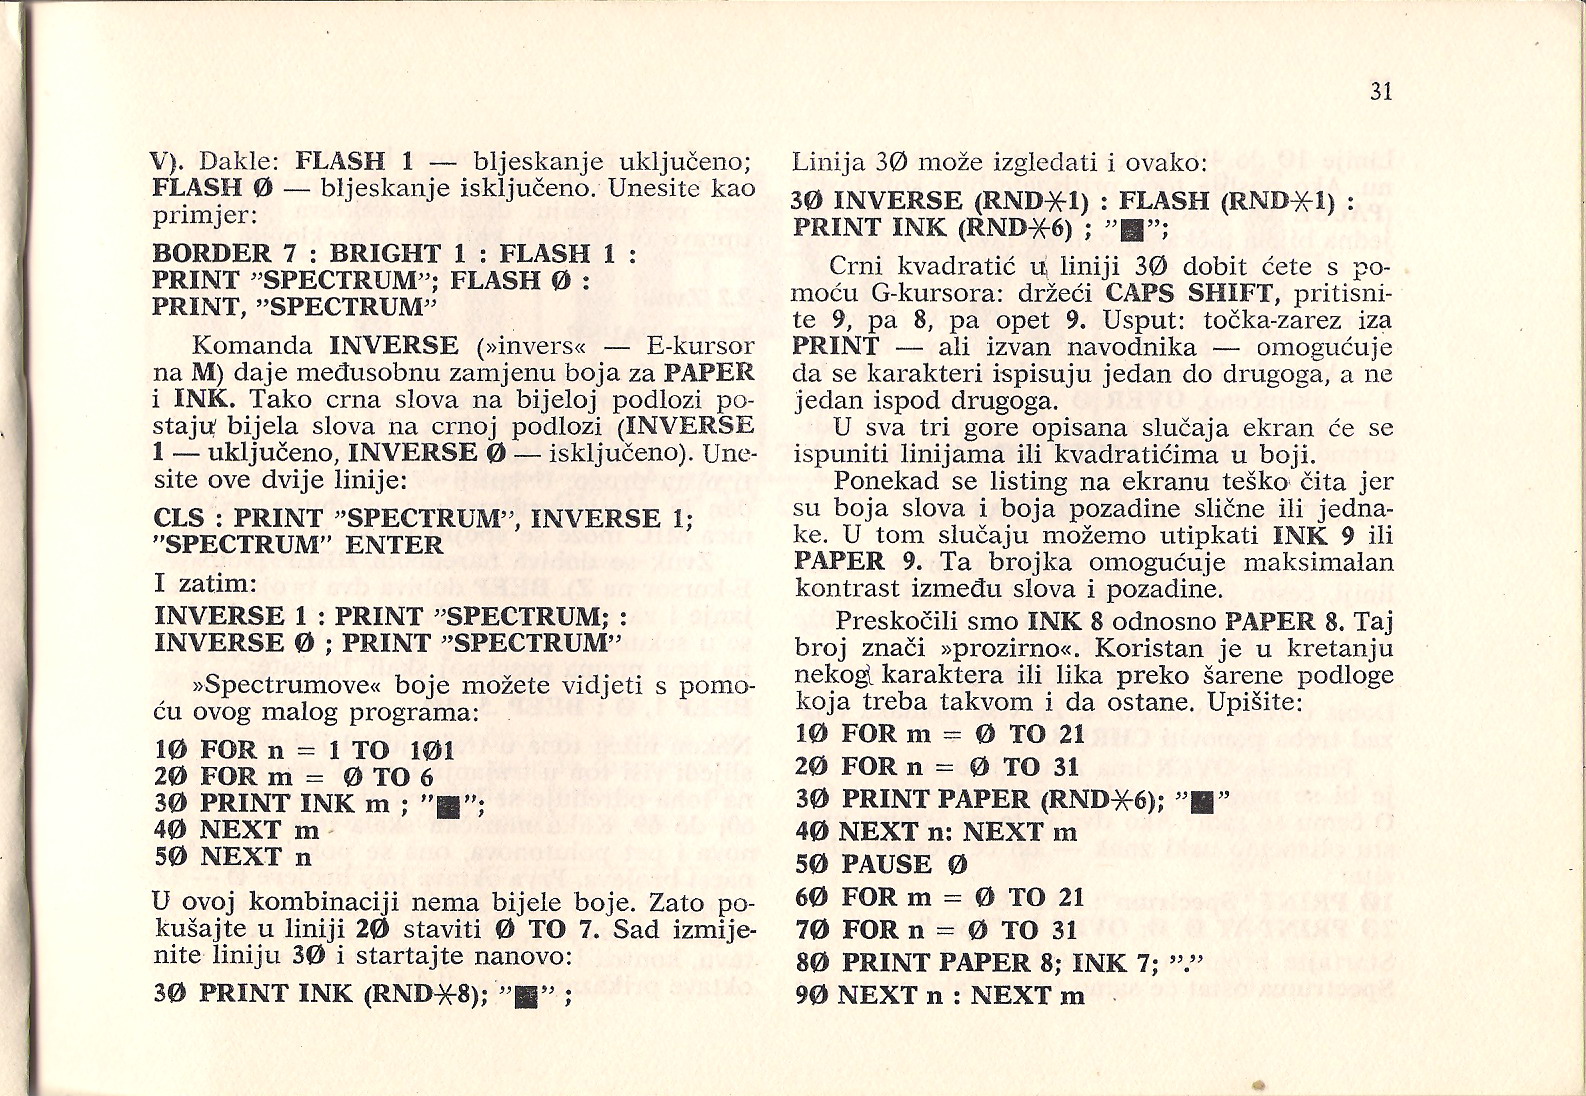 31
V). Dakle: FLASH 1 — bljeskanje uključeno;
FLASH Ø — bljeskanje isključeno. Unesite kao
primjer:
BORDER 7 : BRIGHT 1 : FLASH 1 :
PRINT ”SPECTRUM”; FLASH Ø :
PRINT, ”SPECTRUM”
Komanda INVERSE (»invers« — E-kursor
na M) daje međusobnu zamjenu boja za PAPER
i INK. Tako crna slova na bijeloj podlozi po-
staju bijela slova na crnoj podlozi (INVERSE
1 — uključeno, INVERSE Ø — isključeno). Une-
site ove dvije linije:
CLS : PRINT ”SPECTRUM”, INVERSE 1;
”SPECTRUM” ENTER
I zatim:
INVERSE 1 : PRINT ”SPECTRUM; :
INVERSE Ø ; PRINT ”SPECTRUM”
»Spectrumove« boje možete vidjeti s pomo-
ću ovog malog programa:
1Ø FOR n = 1 TO 1Ø1
2Ø FOR m = Ø TO 6
3Ø PRINT INK m ; ”■”;
4Ø NEXT m
5Ø NEXT n
U ovoj kombinaciji nema bijele boje. Zato po-
kušajte u liniji 2Ø staviti Ø TO 7. Sad izmije-
nite liniju 3Ø i startajte nanovo:
3Ø PRINT INK (RND*8); ”■” ;
Linija 3Ø može izgledati i ovako:
3Ø INVERSE (RND*1) : FLASH (RND*1) :
PRINT INK (RND*6) ; ”■”;
Crni kvadratić u liniji 3Ø dobit ćete s po-
moću G-kursora: držeći CAPS SHIFT, pritisni-
te 9, pa 8, pa opet 9. Usput: točka-zarez iza
PRINT — ali izvan navodnika — omogućuje
da se karakteri ispisuju jedan do drugoga, a ne
jedan ispod drugoga.
U sva tri gore opisana slučaja ekran će se
ispuniti linijama ili kvadratićima u boji.
Ponekad se listing na ekranu teško čita jer
su boja slova i boja pozadine slične ili jedna-
ke. U tom slučaju možemo utipkati INK 9 ili
PAPER 9. Ta brojka omogućuje maksimalan
kontrast između slova i pozadine.
Preskočili smo INK 8 odnosno PAPER 8. Taj
broj znači »prozirno«. Koristan je u kretanju
nekog karaktera ili lika preko šarene podloge
koja treba takvom i da ostane. Upišite:
1Ø FOR m = Ø TO 21
2Ø FOR n = Ø TO 31
3Ø PRINT PAPER (RND*6); ”■”
4Ø NEXT n: NEXT m
5Ø PAUSE Ø
6Ø FOR m = Ø TO 21
7Ø FOR n = Ø TO 31
8Ø PRINT PAPER 8; INK 7; ”.”
9Ø NEXT n : NEXT m